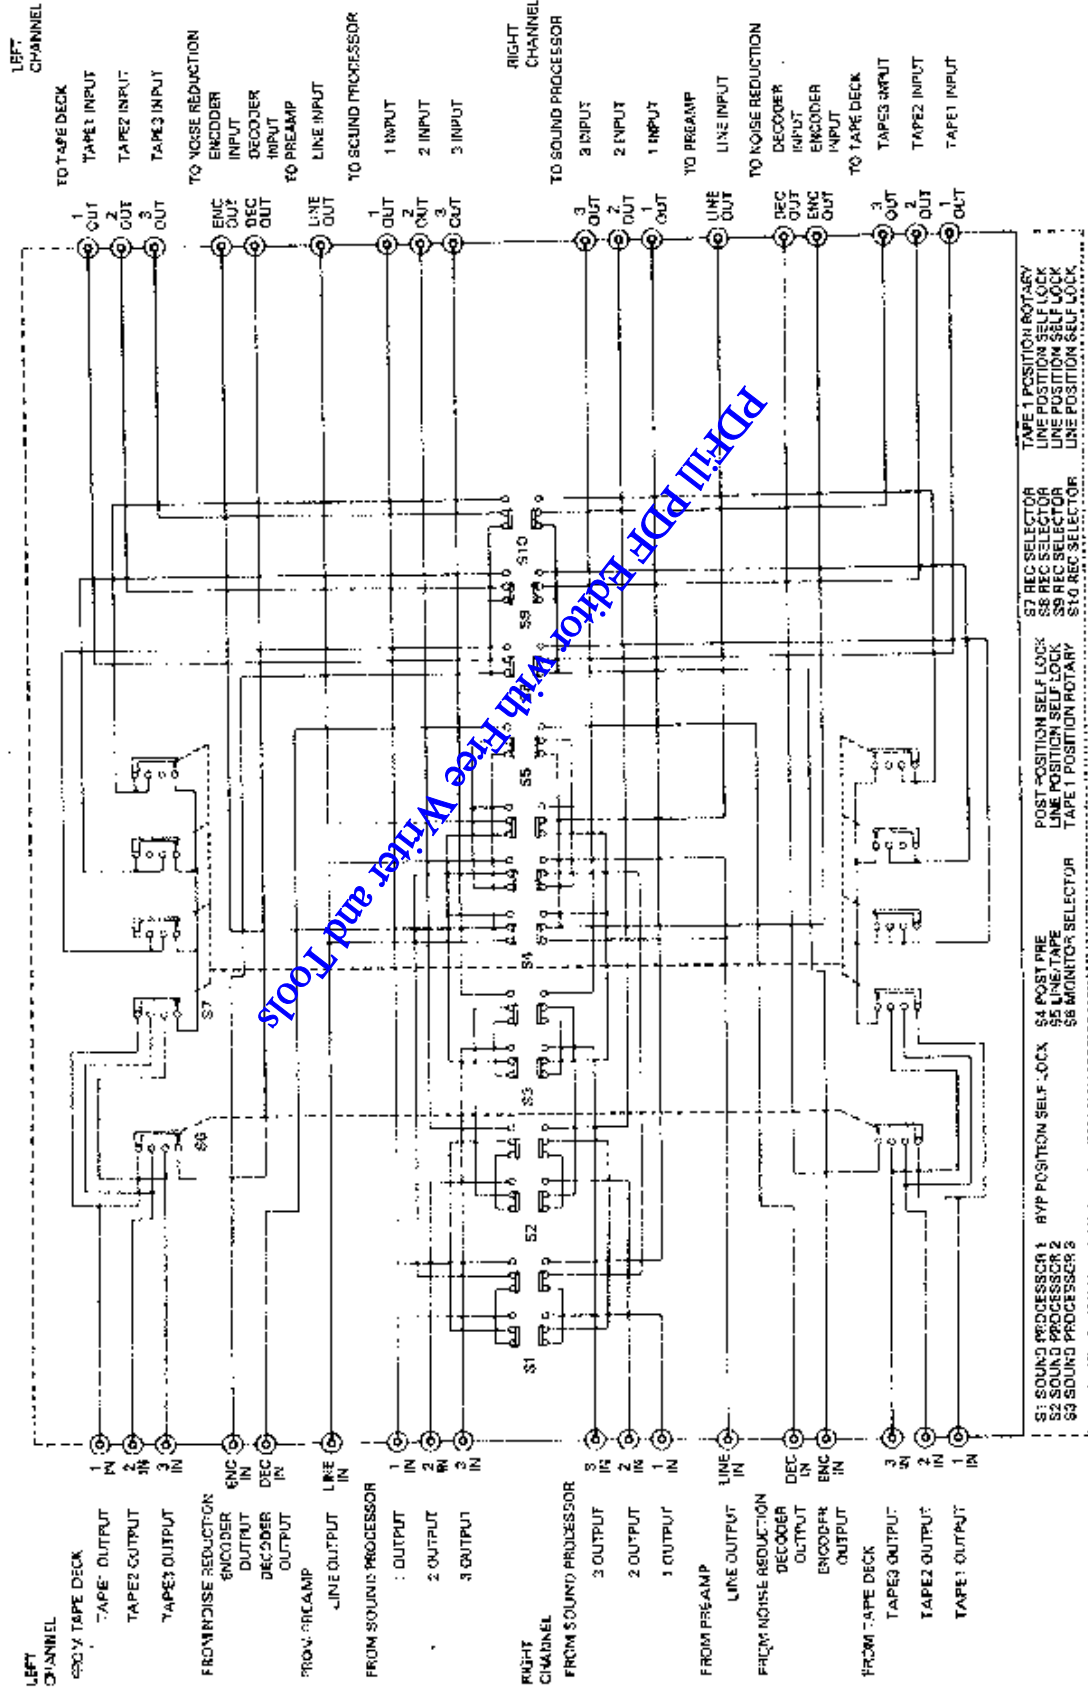 LEFT
CHANNEL
TO TAPE DECK
TAPE1 INPUT
TAPE2 INPUT
TAPE3 INPUT
TO NOISE REDUCTION
ENCODER
INPUT
DECODER
INPUT
TO PREAMP
LINE INPUT
TO SOUND PROCESSOR
1 INPUT
2 INPUT
3 INPUT
RIGHT
CHANNEL
TO SOUND PROCESSOR
3 INPUT
2 INPUT
1 INPUT
TO PREAMP
LINE INPUT
TO NOISE REDUCTION
DECODER
INPUT
ENCODER
INPUT
TO TAPE DECK
TAPE3 INPUT
TAPE2 INPUT
TAPE1 INPUT
1
OUT
2
OUT
3
OUT
ENC
OUT
DEC
OUT
LINE
OUT
1
OUT
2
OUT
3
OUT
3
OUT
2
OUT
1
OUT
LINE
OUT
DEC
OUT
ENC
OUT
3
OUT
2
OUT
1
OUT
S10
S9
S5
S4
S3
S2
S1
S7
S6
PDFill PDF Editor with Free Writer and Tools
1
IN
2
IN
3
IN
ENC
IN
DEC
IN
LINE
IN
1
IN
2
IN
3
IN
3
IN
2
IN
1
IN
LINE
IN
DEC
IN
ENC
IN
3
IN
2
IN
1
IN
LEFT
CHANNEL
FROM TAPE DECK
TAPE1 OUTPUT
TAPE2 OUTPUT
TAPE3 OUTPUT
FROM NOISE REDUCTION
ENCODER
OUTPUT
DECODER
OUTPUT
FROM PREAMP
LINE OUTPUT
FROM SOUND PROCESSOR
1 OUTPUT
2 OUTPUT
3 OUTPUT
RIGHT
CHANNEL
FROM SOUND PROCESSOR
3 OUTPUT
2 OUTPUT
1 OUTPUT
FROM PREAMP
LINE OUTPUT
FROM NOISE REDUCTION
DECODER
OUTPUT
ENCODER
OUTPUT
FROM TAPE DECK
TAPE3 OUTPUT
TAPE2 OUTPUT
TAPE1 OUTPUT
S1 SOUND PROCESSOR 1 BYP POSITION SELF LOCK
S2 SOUND PROCESSOR 2
S3 SOUND PROCESSOR 3
S4 POST PRE POST POSITION SELF LOCK
S5 LINE/TAPE LINE POSITION SELF LOCK
S6 MONITOR SELECTOR TAPE 1 POSITION ROTARY
S7 REC SELECTOR TAPE 1 POSITION ROTARY
S8 REC SELECTOR LINE POSITION SELF LOCK
S9 REC SELECTOR LINE POSITION SELF LOCK
S10 REC SELECTOR LINE POSITION SELF LOCK